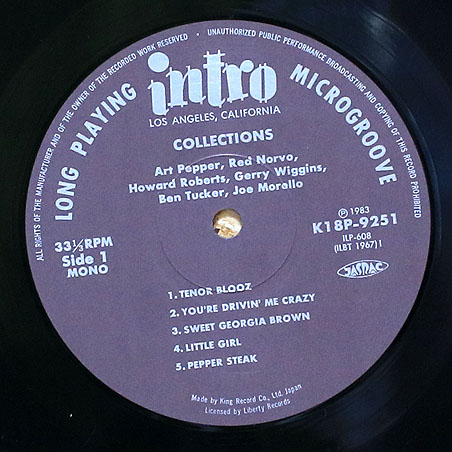 ALL RIGHTS OF THE MANUFACTURER AND OF THE OWNER OF THE RECORDED WORK RESERVED • UNAUTHORIZED PUBLIC PERFORMANCE BROADCASTING AND COPYING OF THIS RECORD PROHIBITED
LONG PLAYING
MICROGROOVE
intro
LOS ANGELES, CALIFORNIA
COLLECTIONS
Art Pepper, Red Norvo,
Howard Roberts, Gerry Wiggins,
Ben Tucker, Joe Morello
33⅓ RPM
Side 1
MONO
Ⓟ 1983
K18P-9251
ILP-608
(ILBT 1967)1
JASRAC
1. TENOR BLOOZ
2. YOU'RE DRIVIN' ME CRAZY
3. SWEET GEORGIA BROWN
4. LITTLE GIRL
5. PEPPER STEAK
Made by King Record Co., Ltd. Japan
Licensed by Liberty Records